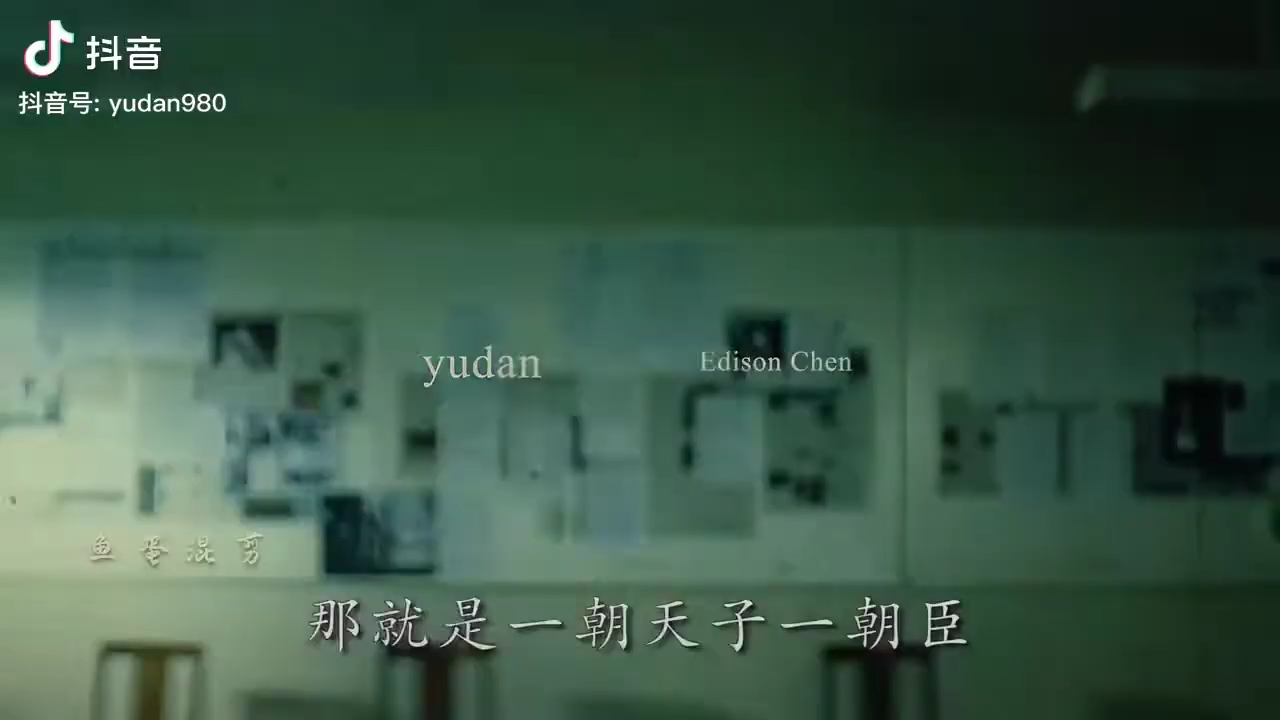 抖音
抖音号: yudan980
yudan
Edison Chen
鱼蛋混剪
那就是一朝天子一朝臣